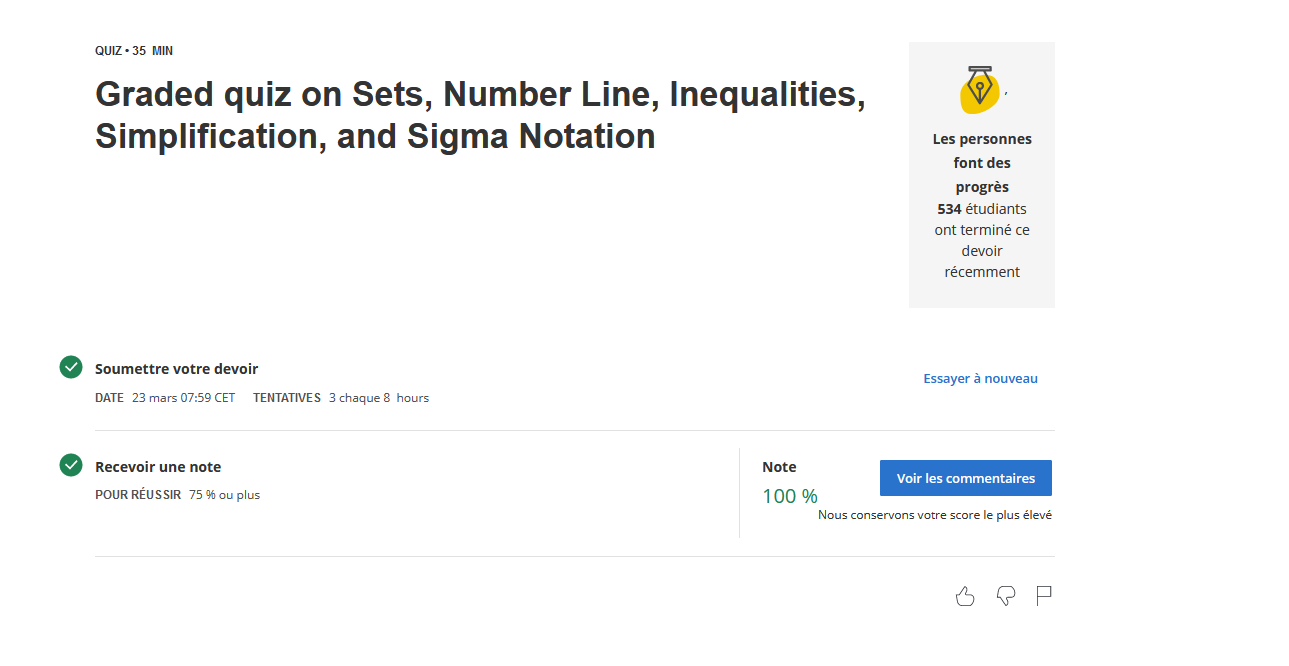 QUIZ • 35 MIN
Graded quiz on Sets, Number Line, Inequalities,
Simplification, and Sigma Notation
,
Les personnes
font des
progrès
534 étudiants
ont terminé ce
devoir
récemment
Soumettre votre devoir
DATE 23 mars 07:59 CET TENTATIVES 3 chaque 8 hours
Essayer à nouveau
Recevoir une note
POUR RÉUSSIR 75 % ou plus
Note
100 %
Voir les commentaires
Nous conservons votre score le plus élevé